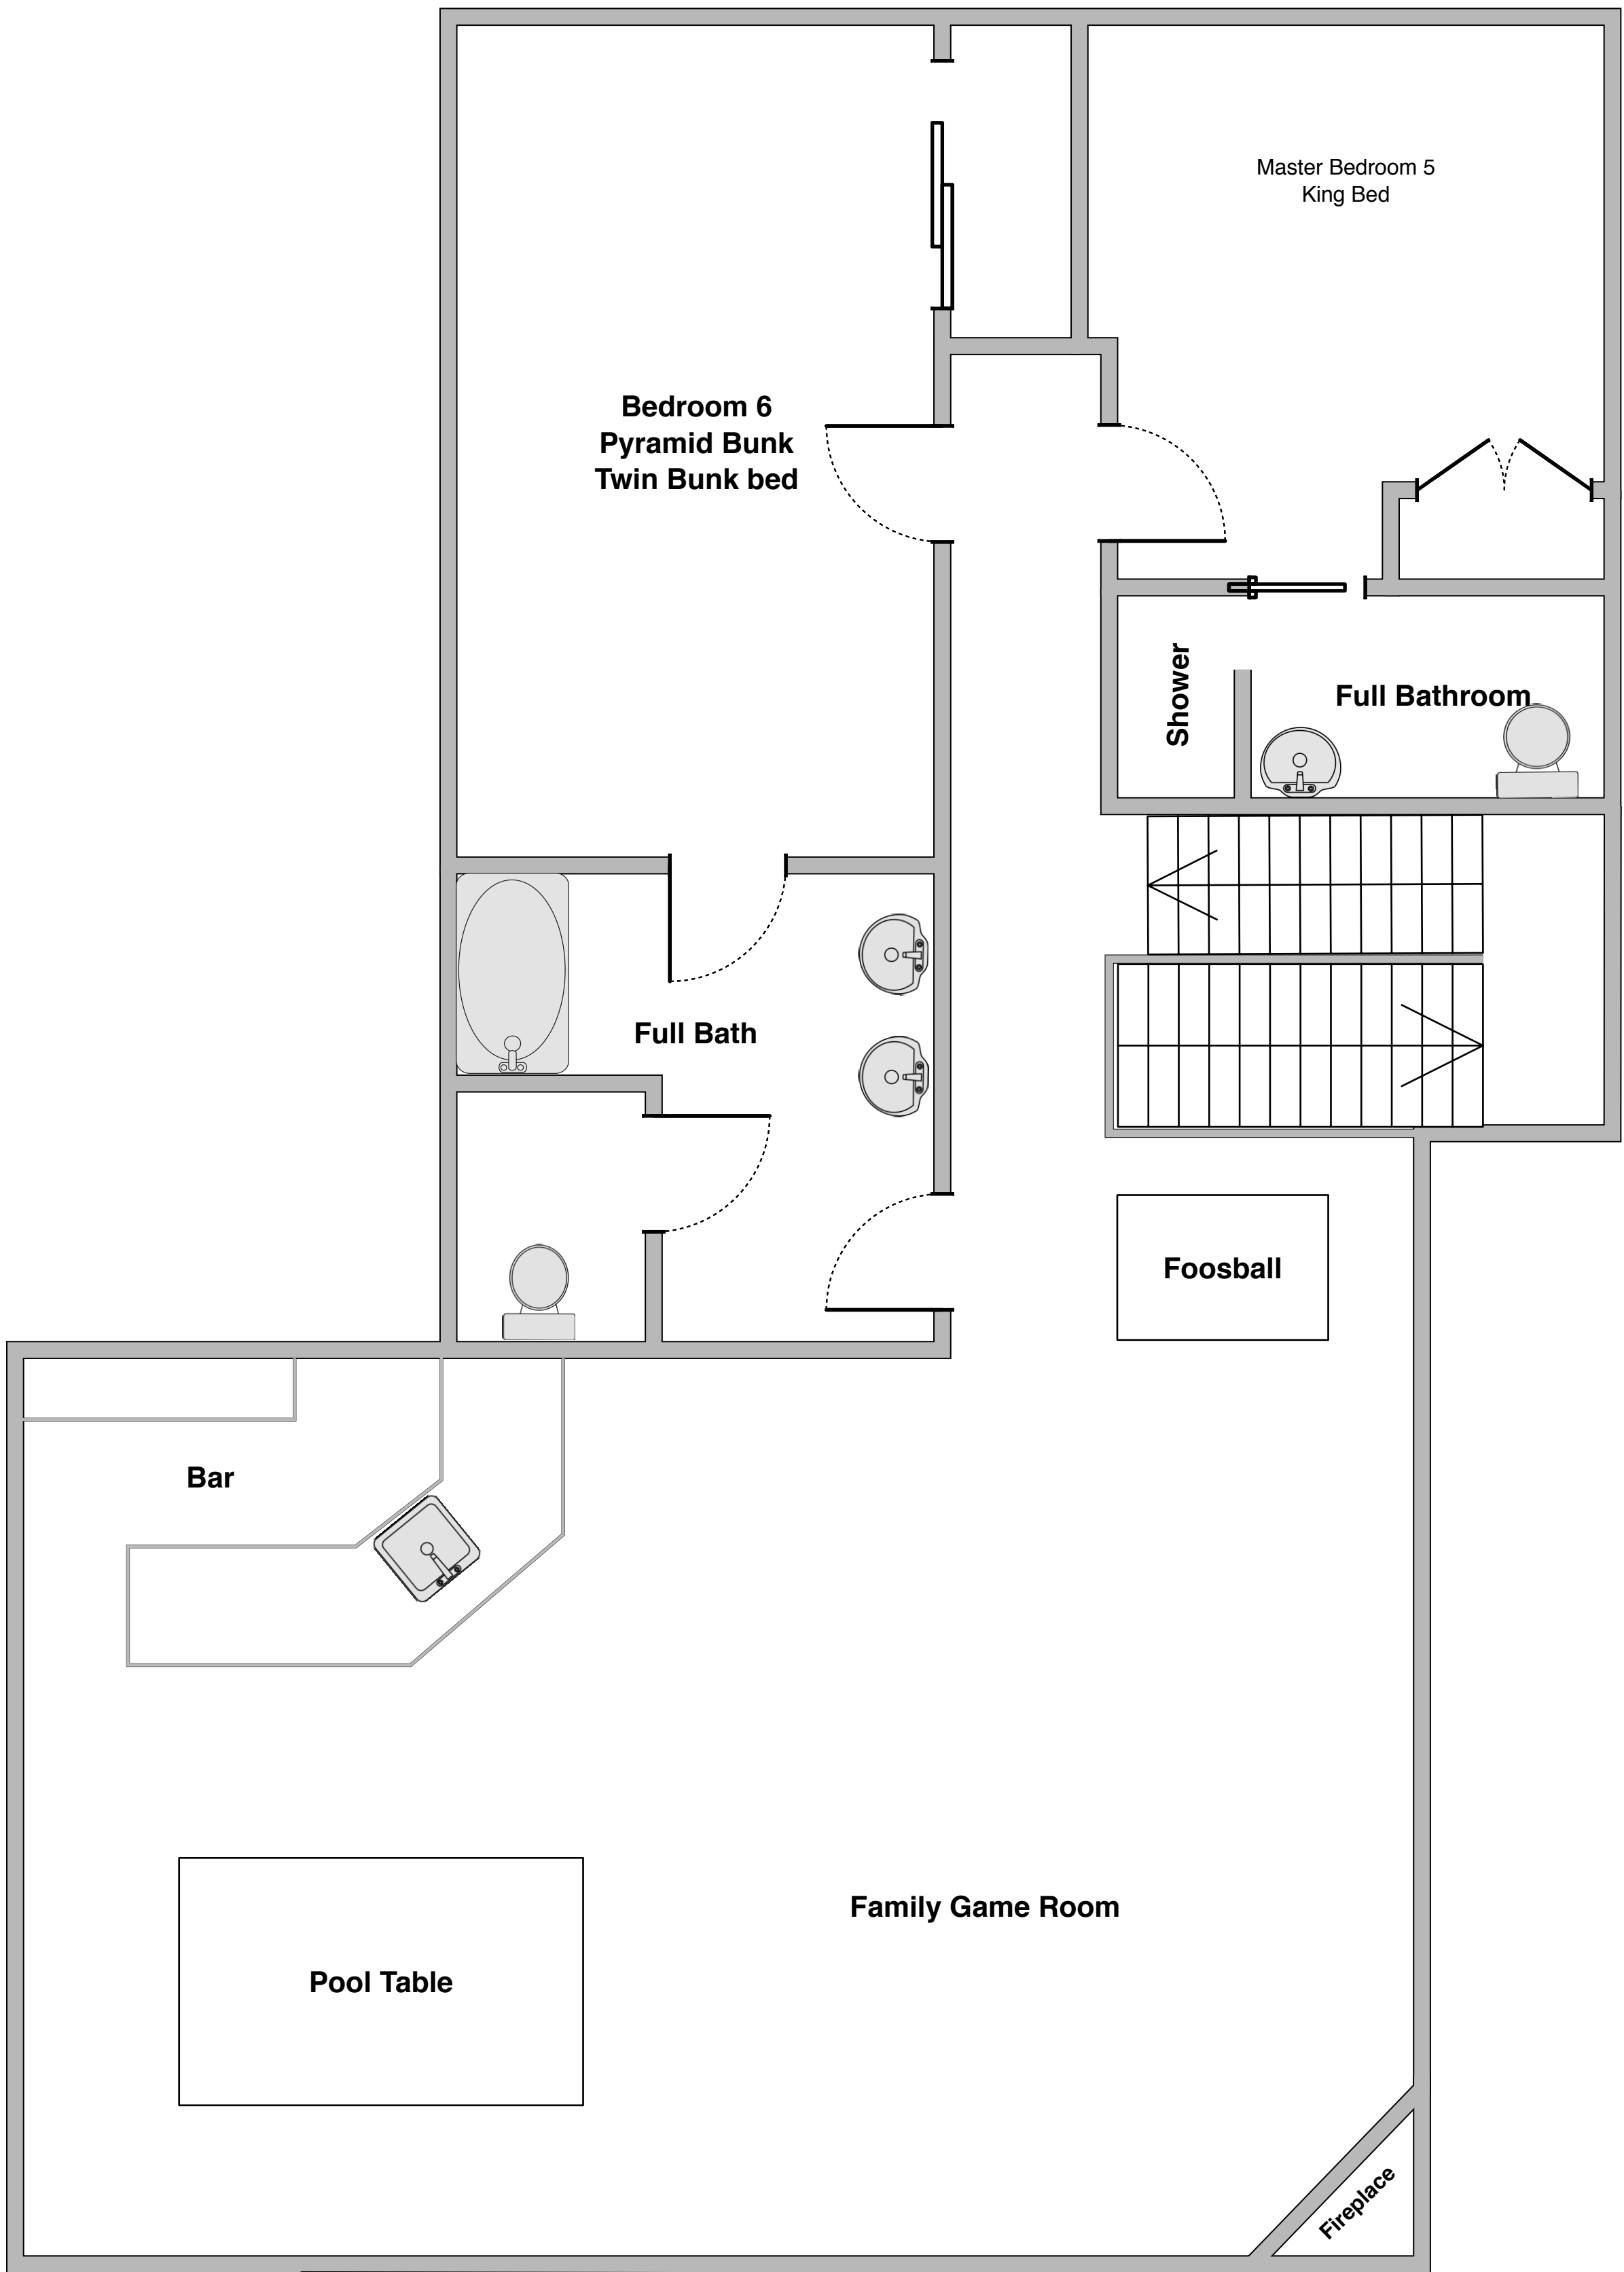 Master Bedroom 5
King Bed
Bedroom 6
Pyramid Bunk
Twin Bunk bed
Shower
Full Bathroom
Full Bath
Foosball
Bar
Family Game Room
Pool Table
Fireplace